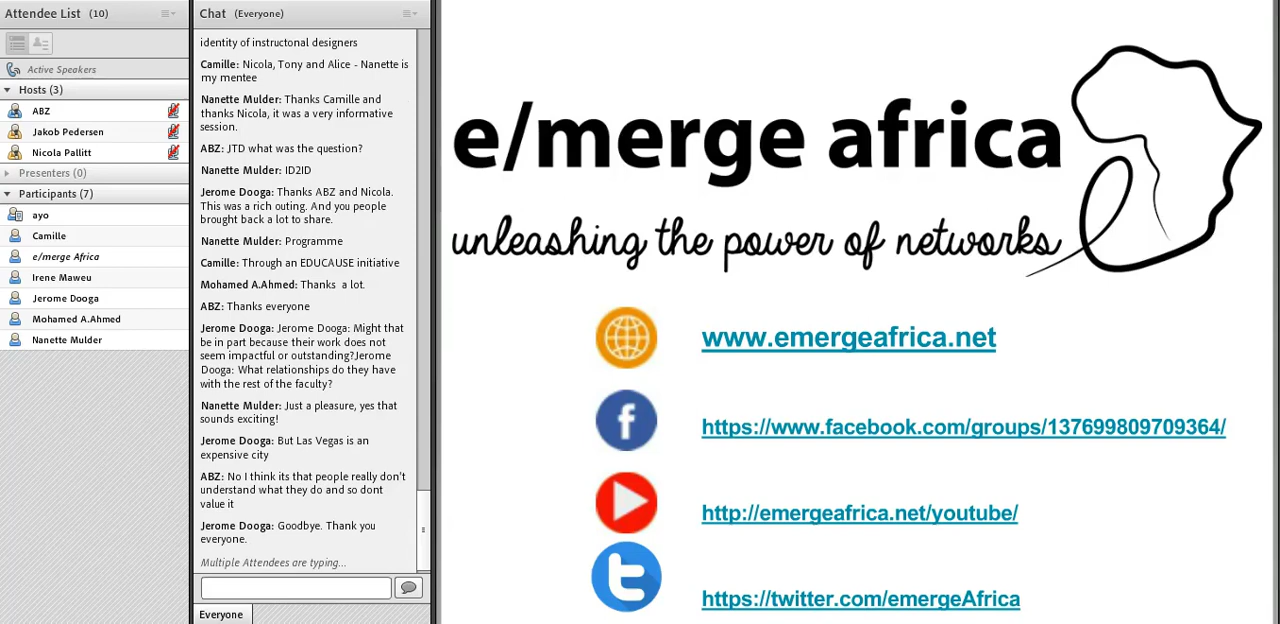 Attendee List (10)
Active Speakers
Hosts (3)
ABZ
Jakob Pedersen
Nicola Pallitt
Presenters (0)
Participants (7)
ayo
Camille
e/merge Africa
Irene Maweu
Jerome Dooga
Mohamed A.Ahmed
Nanette Mulder
Chat (Everyone)
identity of instructonal designers
Camille: Nicola, Tony and Alice - Nanette is
my mentee
Nanette Mulder: Thanks Camille and
thanks Nicola, it was a very informative
session.
ABZ: JTD what was the question?
Nanette Mulder: ID2ID
Jerome Dooga: Thanks ABZ and Nicola.
This was a rich outing. And you people
brought back a lot to share.
Nanette Mulder: Programme
Camille: Through an EDUCAUSE initiative
Mohamed A.Ahmed: Thanks a lot.
ABZ: Thanks everyone
Jerome Dooga: Jerome Dooga: Might that
be in part because their work does not
seem impactful or outstanding?Jerome
Dooga: What relationships do they have
with the rest of the faculty?
Nanette Mulder: Just a pleasure, yes that
sounds exciting!
Jerome Dooga: But Las Vegas is an
expensive city
ABZ: No I think its that people really don't
understand what they do and so dont
value it
Jerome Dooga: Goodbye. Thank you
everyone.
Multiple Attendees are typing...
Everyone
e/merge africa
unleashing the power of networks
www.emergeafrica.net
https://www.facebook.com/groups/137699809709364/
http://emergeafrica.net/youtube/
https://twitter.com/emergeAfrica